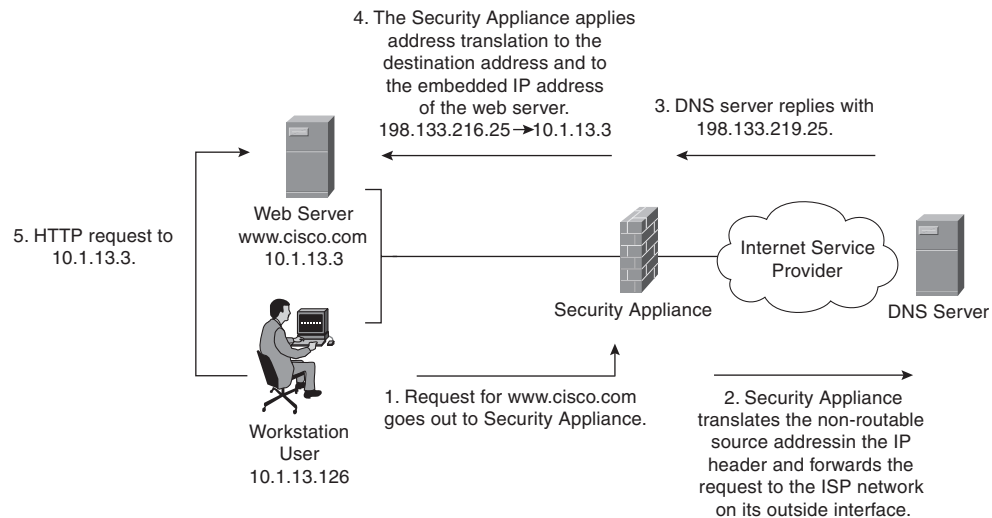 4. The Security Appliance applies
address translation to the
destination address and to
the embedded IP address
of the web server.
198.133.216.25→10.1.13.3
3. DNS server replies with
198.133.219.25.
5. HTTP request to
10.1.13.3.
Web Server
www.cisco.com
10.1.13.3
Internet Service
Provider
Security Appliance
DNS Server
1. Request for www.cisco.com
goes out to Security Appliance.
2. Security Appliance
translates the non-routable
source addressin the IP
header and forwards the
request to the ISP network
on its outside interface.
Workstation
User
10.1.13.126